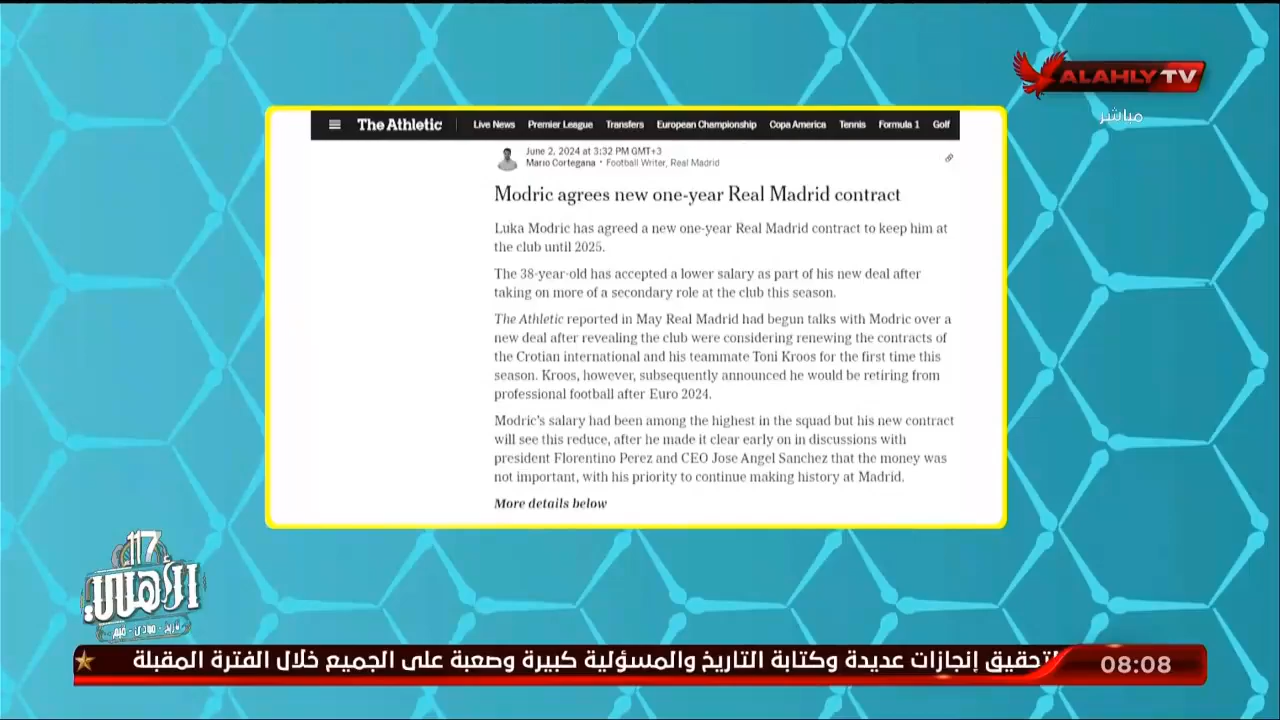 ALAHLY TV
مباشر
The Athletic
Live News Premier League Transfers European Championship Copa America Tennis Formula 1 Golf
June 2, 2024 at 3:32 PM GMT+3
Mario Cortegana • Football Writer, Real Madrid
Modric agrees new one-year Real Madrid contract
Luka Modric has agreed a new one-year Real Madrid contract to keep him at
the club until 2025.
The 38-year-old has accepted a lower salary as part of his new deal after
taking on more of a secondary role at the club this season.
The Athletic reported in May Real Madrid had begun talks with Modric over a
new deal after revealing the club were considering renewing the contracts of
the Crotian international and his teammate Toni Kroos for the first time this
season. Kroos, however, subsequently announced he would be retiring from
professional football after Euro 2024.
Modric's salary had been among the highest in the squad but his new contract
will see this reduce, after he made it clear early on in discussions with
president Florentino Perez and CEO Jose Angel Sanchez that the money was
not important, with his priority to continue making history at Madrid.
More details below
117
الأهلي
لتحقيق إنجازات عديدة وكتابة التاريخ والمسؤلية كبيرة وصعبة على الجميع خلال الفترة المقبلة
08:08